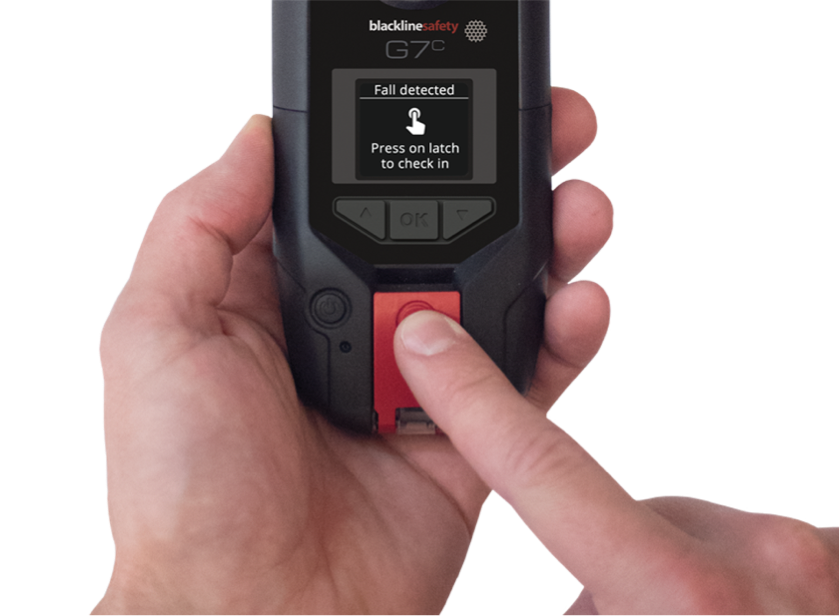 blacklinesafety
G7c
Fall detected
Press on latch
to check in
OK